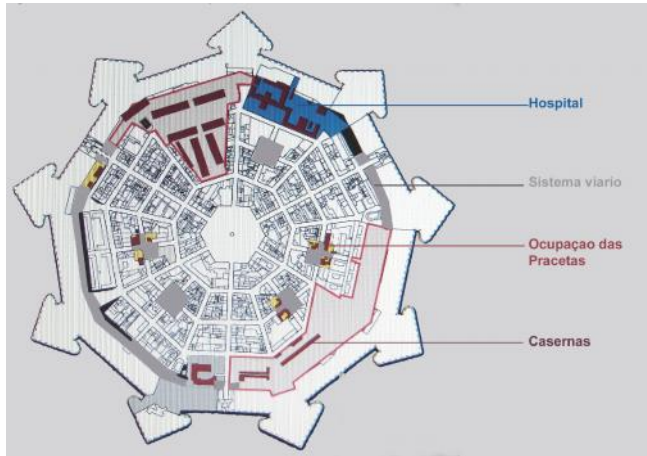 Hospital
Sistema viario
Ocupaçao das
Pracetas
Casernas